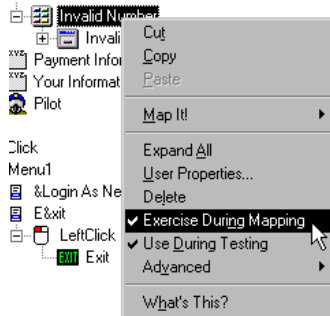 Invalid Number
Invali
Payment Infor
Your Informat
Pilot
Click
Menu1
&Login As Ne
E&xit
LeftClick
EXIT Exit
Cut
Copy
Paste
Map It!
Expand All
User Properties...
Delete
Exercise During Mapping
Use During Testing
Advanced
What's This?